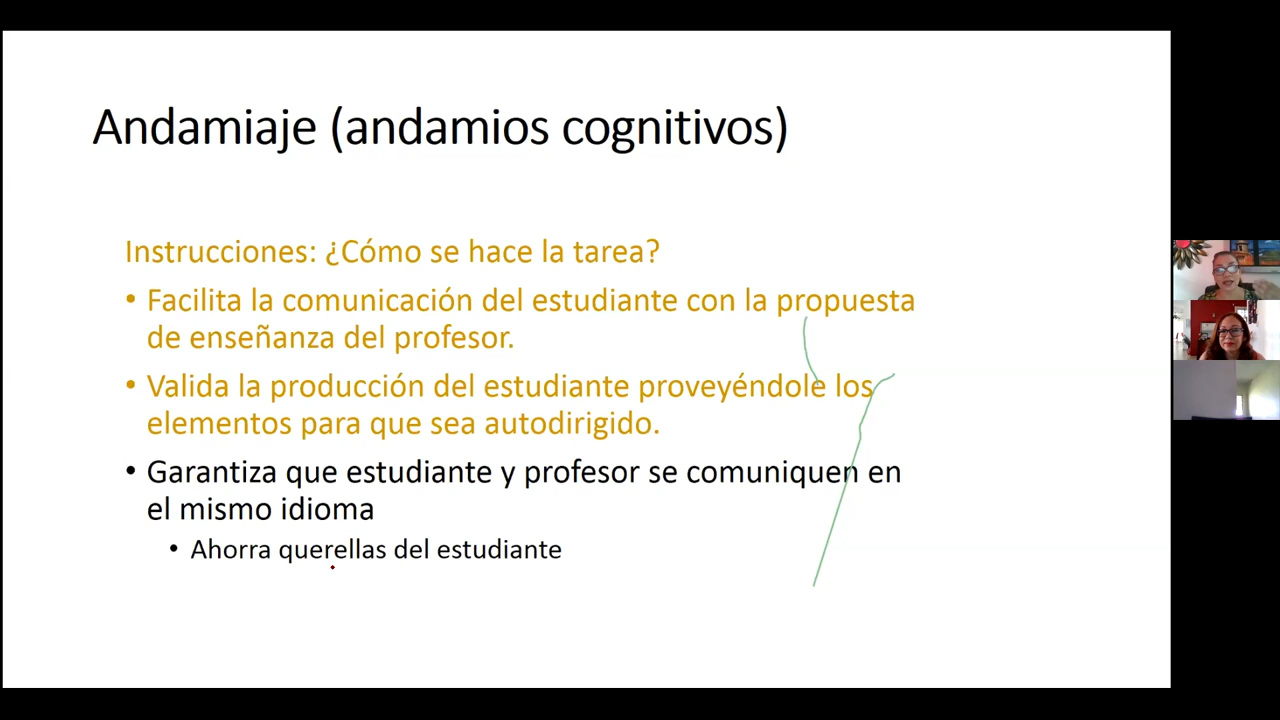 Andamiaje (andamios cognitivos)
Instrucciones: ¿Cómo se hace la tarea?
• Facilita la comunicación del estudiante con la propuesta
de enseñanza del profesor.
• Valida la producción del estudiante proveyéndole los
elementos para que sea autodirigido.
• Garantiza que estudiante y profesor se comuniquen en
el mismo idioma
• Ahorra querellas del estudiante